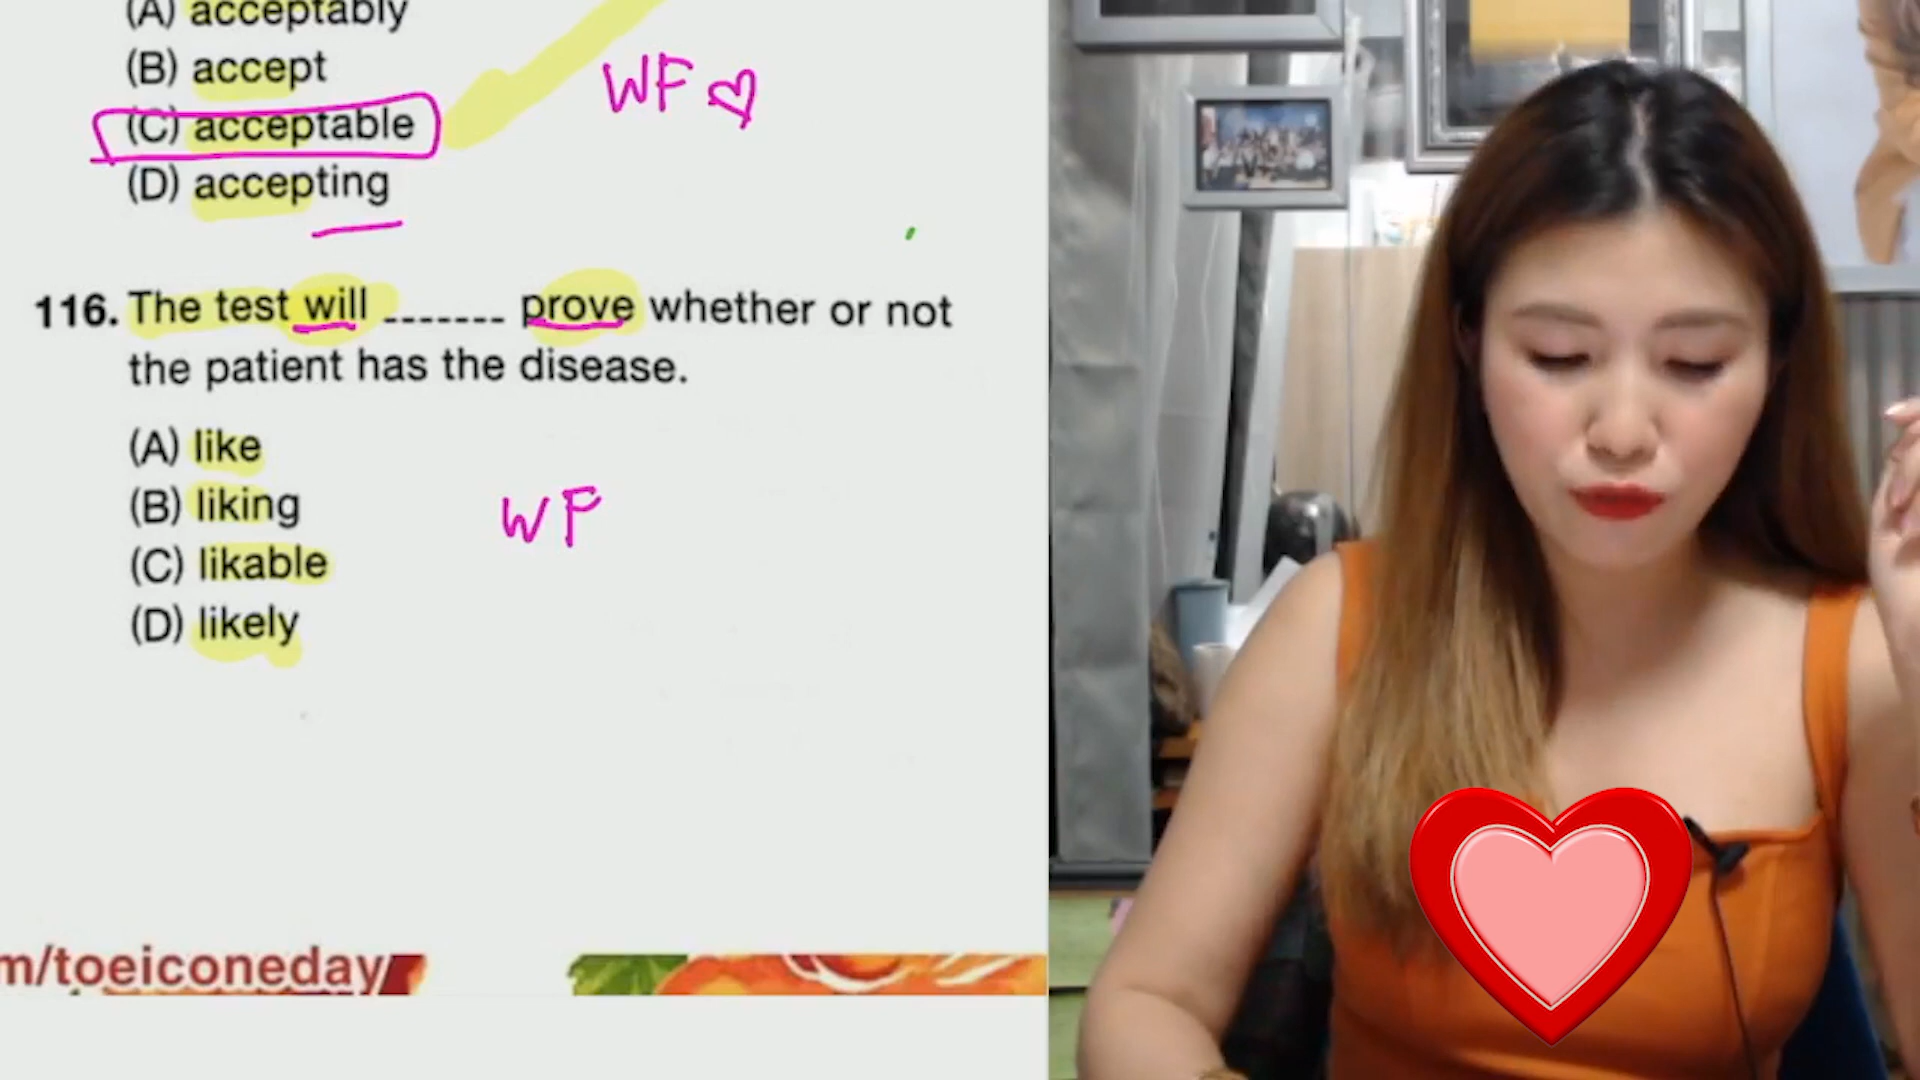 (A) acceptably
(B) accept
(C) acceptable
(D) accepting
WF
116. The test will ------- prove whether or not
the patient has the disease.
(A) like
(B) liking
(C) likable
(D) likely
WF
m/toeiconeday